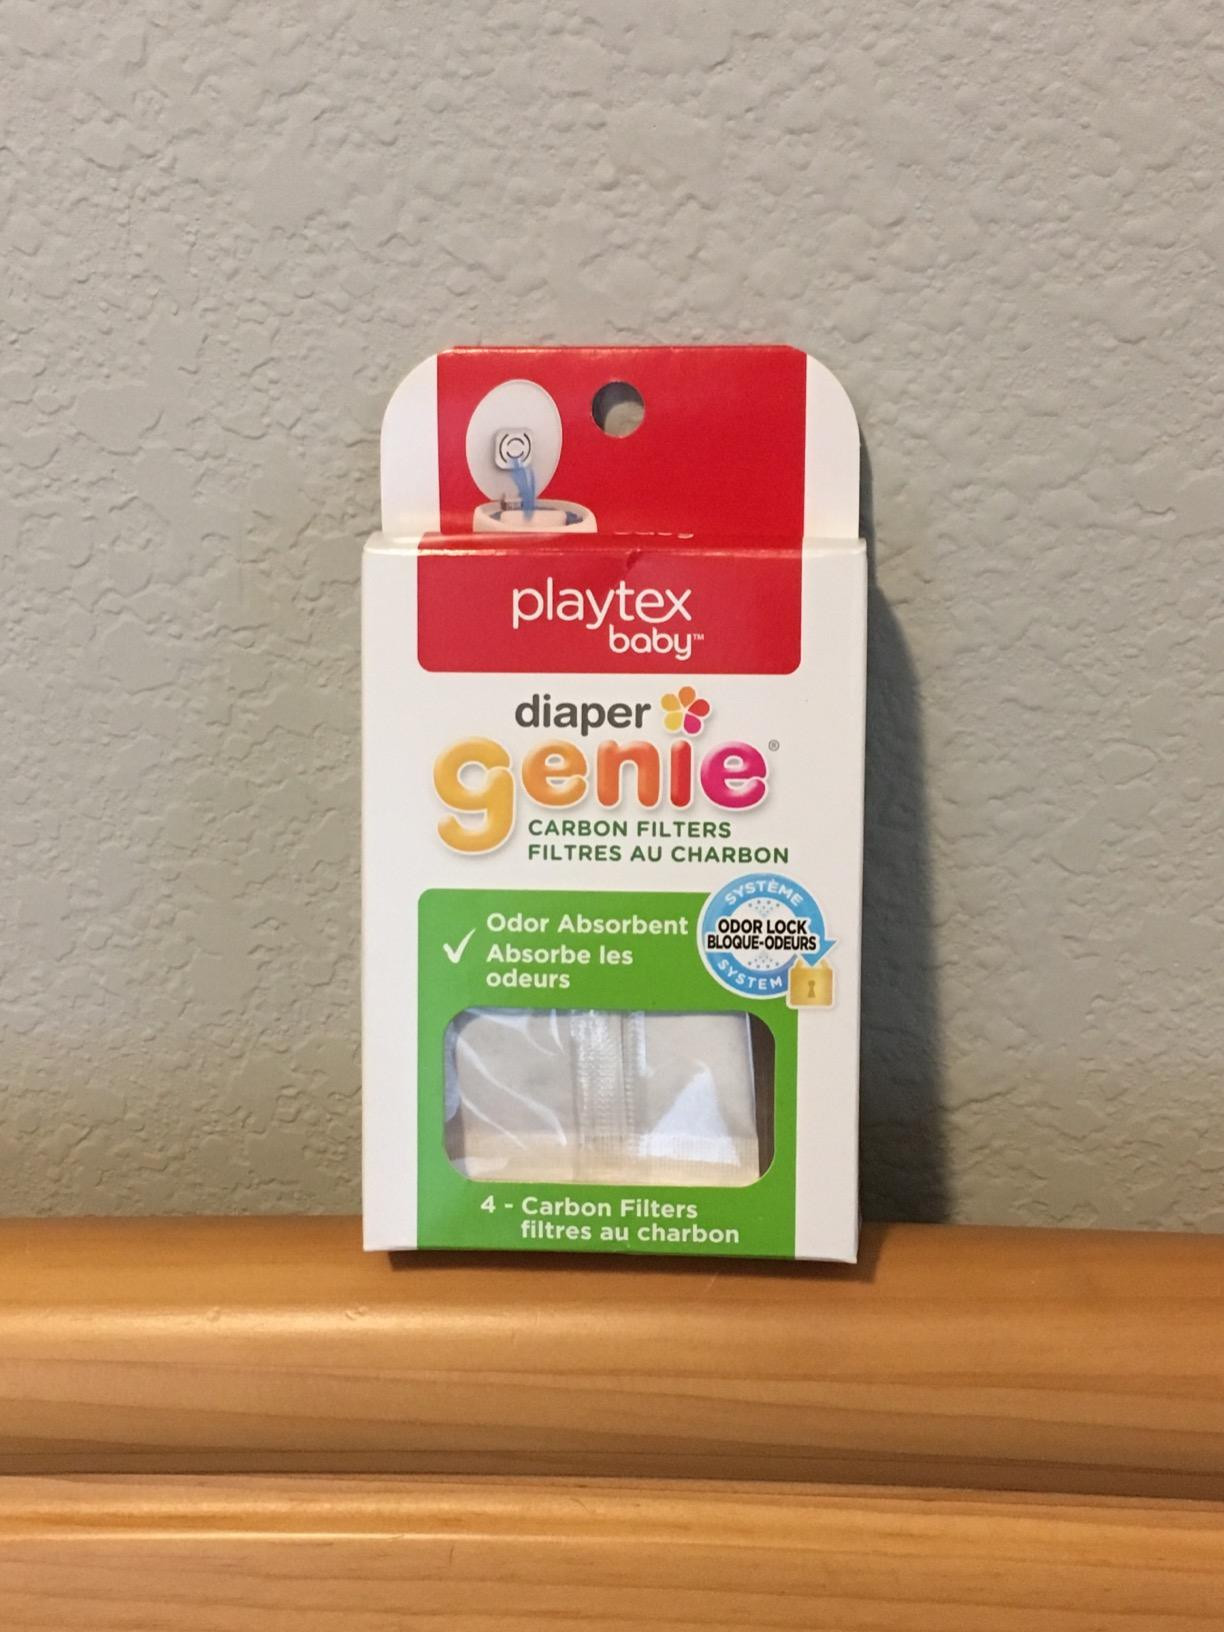 playtex
baby™
diaper
genie®
CARBON FILTERS
FILTRES AU CHARBON
Odor Absorbent
Absorbe les
odeurs
SYSTÈME
ODOR LOCK
BLOQUE-ODEURS
SYSTEM
4 - Carbon Filters
filtres au charbon